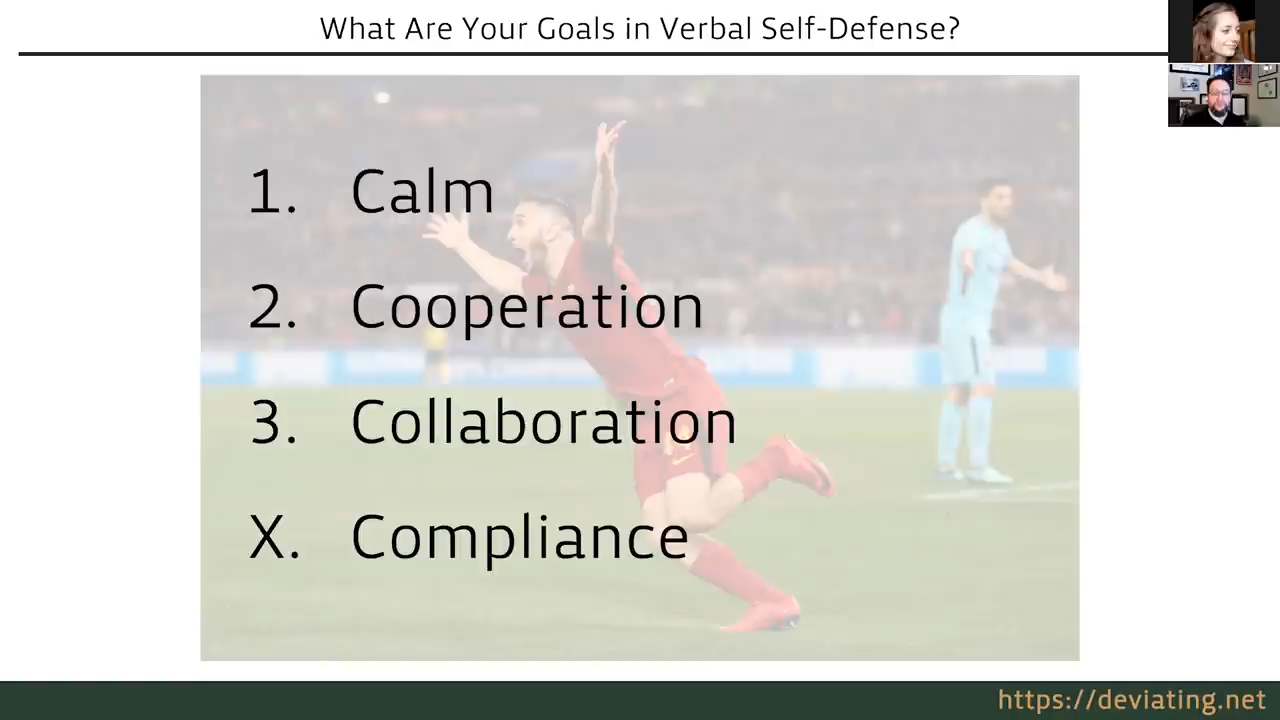 What Are Your Goals in Verbal Self-Defense?
1. Calm
2. Cooperation
3. Collaboration
X. Compliance
https://deviating.net